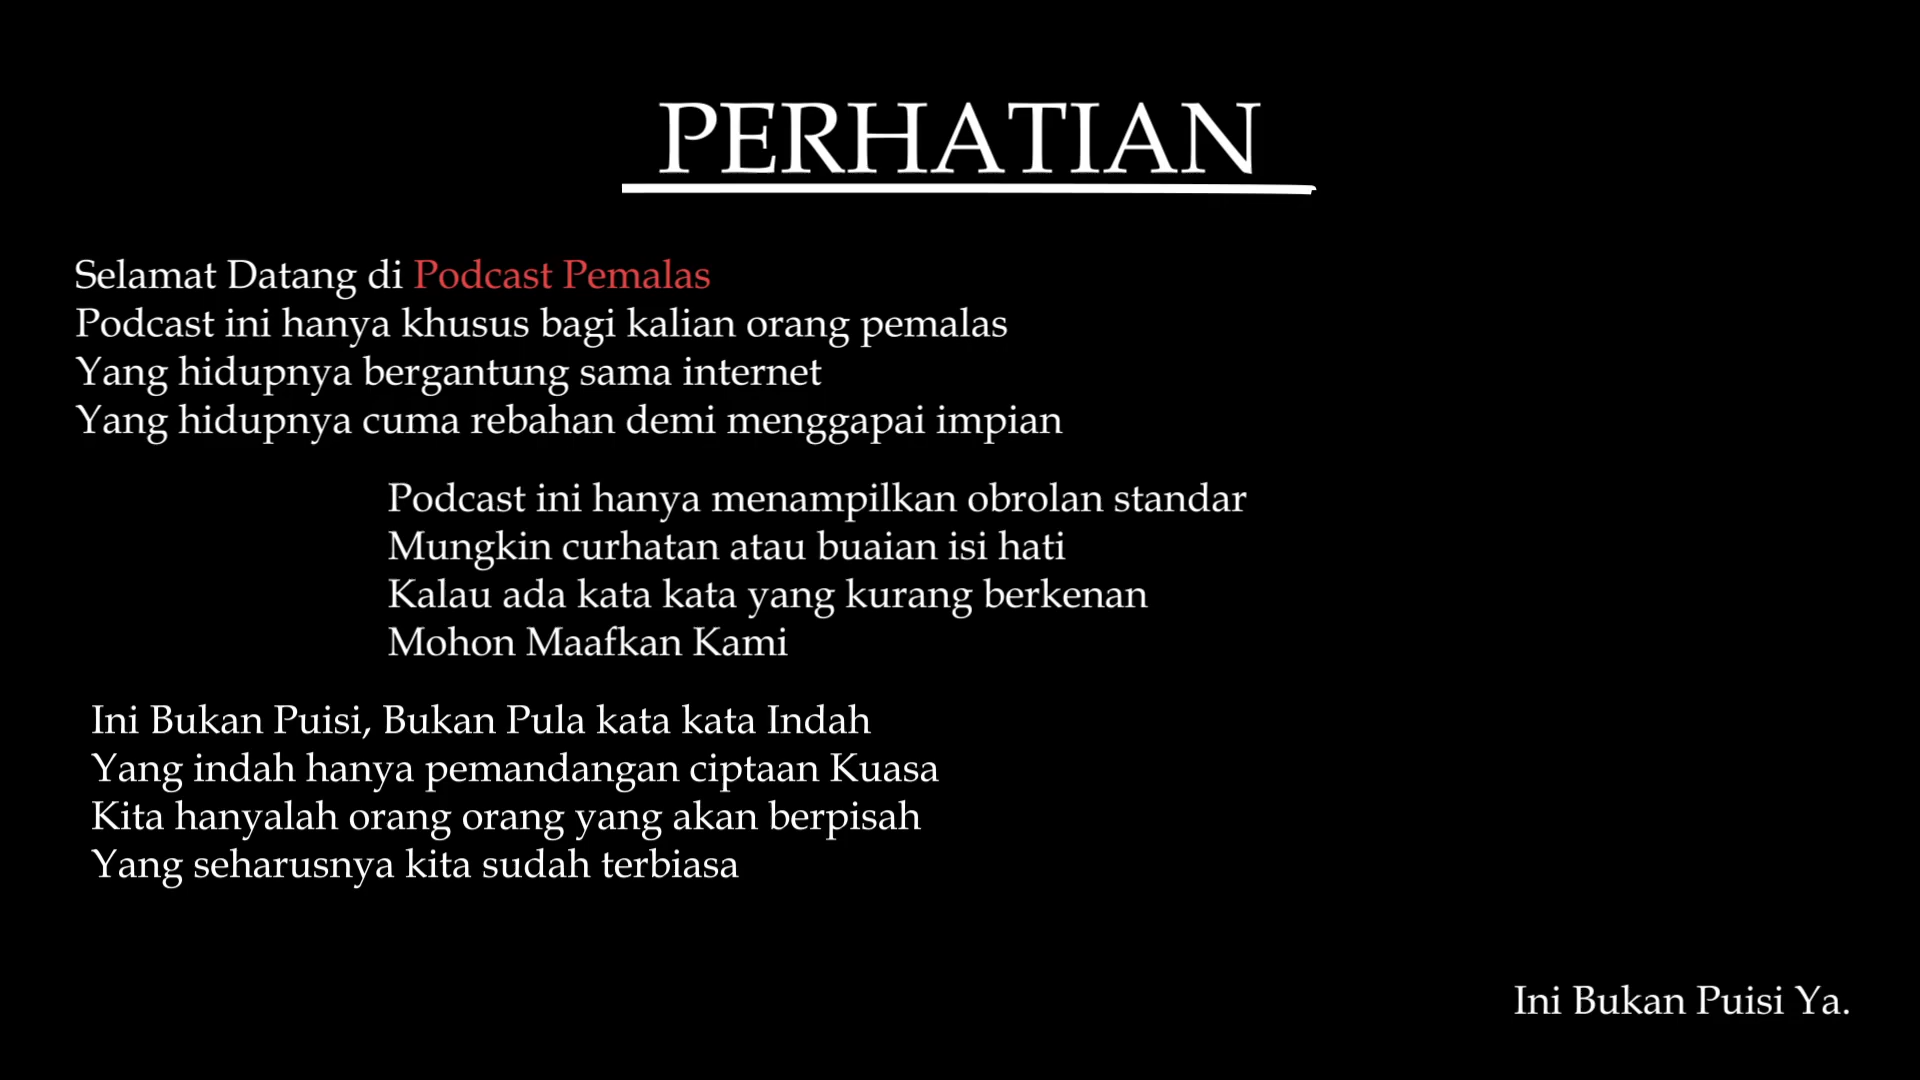 PERHATIAN
Selamat Datang di Podcast Pemalas
Podcast ini hanya khusus bagi kalian orang pemalas
Yang hidupnya bergantung sama internet
Yang hidupnya cuma rebahan demi menggapai impian
Podcast ini hanya menampilkan obrolan standar
Mungkin curhatan atau buaian isi hati
Kalau ada kata kata yang kurang berkenan
Mohon Maafkan Kami
Ini Bukan Puisi, Bukan Pula kata kata Indah
Yang indah hanya pemandangan ciptaan Kuasa
Kita hanyalah orang orang yang akan berpisah
Yang seharusnya kita sudah terbiasa
Ini Bukan Puisi Ya.